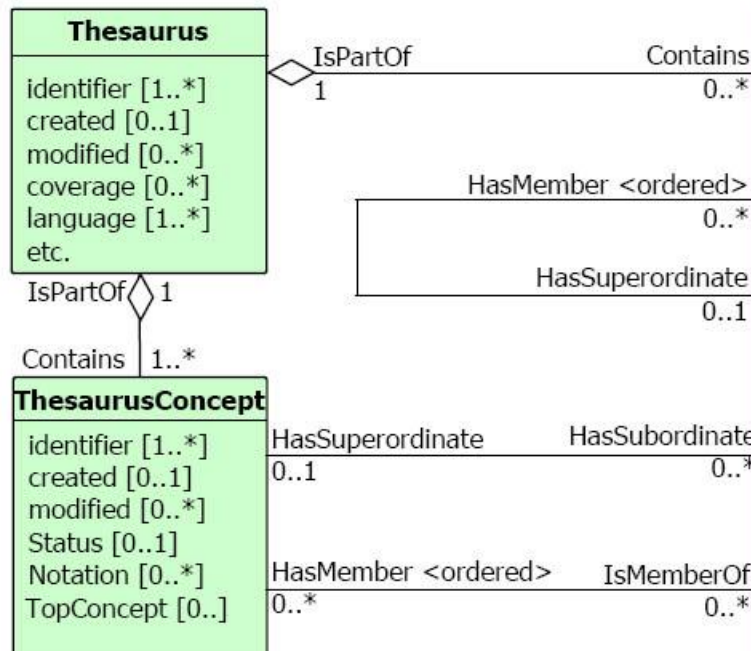 Thesaurus
identifier [1..*]
created [0..1]
modified [0..*]
coverage [0..*]
language [1..*]
etc.
IsPartOf Contains
1 0..*
HasMember <ordered>
0..*
HasSuperordinate
0..1
IsPartOf 1
Contains 1..*
ThesaurusConcept
identifier [1..*]
created [0..1]
modified [0..*]
Status [0..1]
Notation [0..*]
TopConcept [0..]
HasSuperordinate HasSubordinate
0..1 0..*
HasMember <ordered> IsMemberOf
0..* 0..*